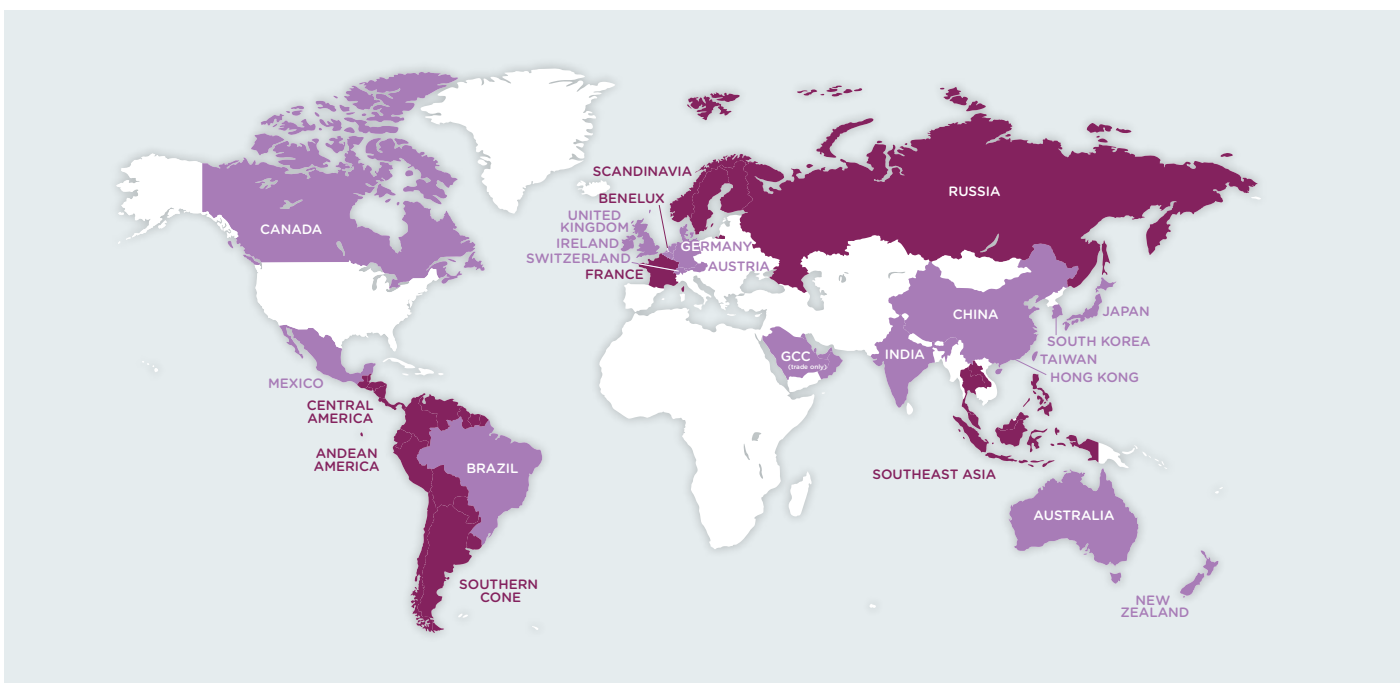 SCANDINAVIA
RUSSIA
BENELUX
UNITED
KINGDOM
CANADA
IRELAND
GERMANY
SWITZERLAND
AUSTRIA
FRANCE
JAPAN
CHINA
SOUTH KOREA
GCC
(trade only)
INDIA
TAIWAN
HONG KONG
MEXICO
CENTRAL
AMERICA
ANDEAN
AMERICA
BRAZIL
SOUTHEAST ASIA
AUSTRALIA
SOUTHERN
CONE
NEW
ZEALAND